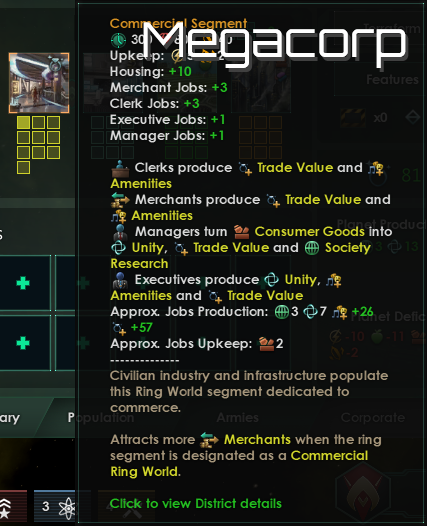 Commercial Segment
Megacorp
Upkeep:
Housing: +10
Merchant Jobs: +3
Clerk Jobs: +3
Executive Jobs: +1
Manager Jobs: +1
Clerks produce Trade Value and
Amenities
Merchants produce Trade Value and
Amenities
Managers turn Consumer Goods into
Unity, Trade Value and Society
Research
Executives produce Unity,
Amenities and Trade Value
Approx. Jobs Production: 3 7 +26
+57
Approx. Jobs Upkeep: 2
--------------
Civilian industry and infrastructure populate
this Ring World segment dedicated to
commerce.
Attracts more Merchants when the ring
segment is designated as a Commercial
Ring World.
Click to view District details
Terraform
Features
x0
Population
Armies
Corporate
3